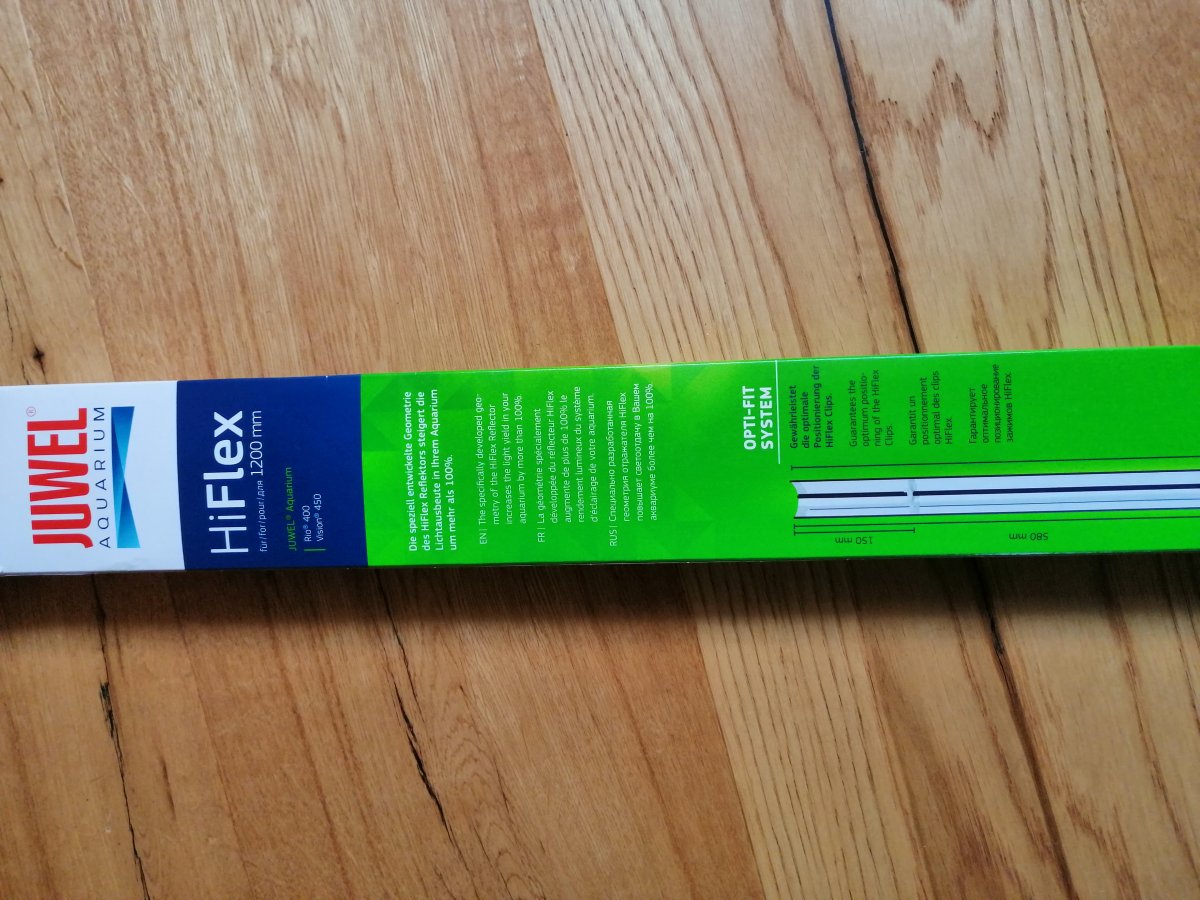 JUWEL®
AQUARIUM
HiFlex
für/for/pour/для 1200 mm
JUWEL® Aquarium
Rio® 400
Vision® 450
Die speziell entwickelte Geometrie
des HiFlex Reflektors steigert die
Lichtausbeute in Ihrem Aquarium
um mehr als 100%.
EN| The specifically developed geo-
metry of the HiFlex Reflector
increases the light yield in your
aquarium by more than 100%.
FR| La géométrie spécialement
développée du réflecteur HiFlex
augmente de plus de 100% le
rendement lumineux du système
d'éclairage de votre aquarium.
RUS| Специально разработанная
геометрия отражателя HiFlex
повышает светоотдачу в Вашем
аквариуме более чем на 100%.
OPTI-FIT
SYSTEM
Gewährleistet
die optimale
Positionierung der
HiFlex Clips.
Guarantees the
optimum positio-
ning of the HiFlex
Clips.
Garantit un
positionnement
optimal des clips
HiFlex
Гарантирует
оптимальное
позиционирование
зажимов HiFlex
150 mm
580 mm